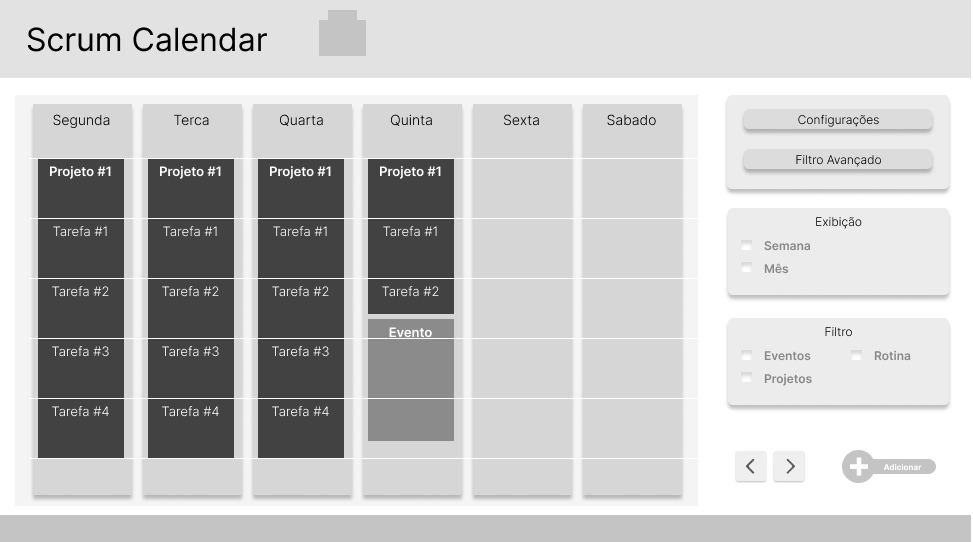 Scrum Calendar
Segunda Terca Quarta Quinta Sexta Sabado
Projeto #1 Projeto #1 Projeto #1 Projeto #1
Tarefa #1 Tarefa #1 Tarefa #1 Tarefa #1
Tarefa #2 Tarefa #2 Tarefa #2 Tarefa #2
Evento
Tarefa #3 Tarefa #3 Tarefa #3
Tarefa #4 Tarefa #4 Tarefa #4
Configurações
Filtro Avançado
Exibição
Semana
Mês
Filtro
Eventos Rotina
Projetos
Adicionar